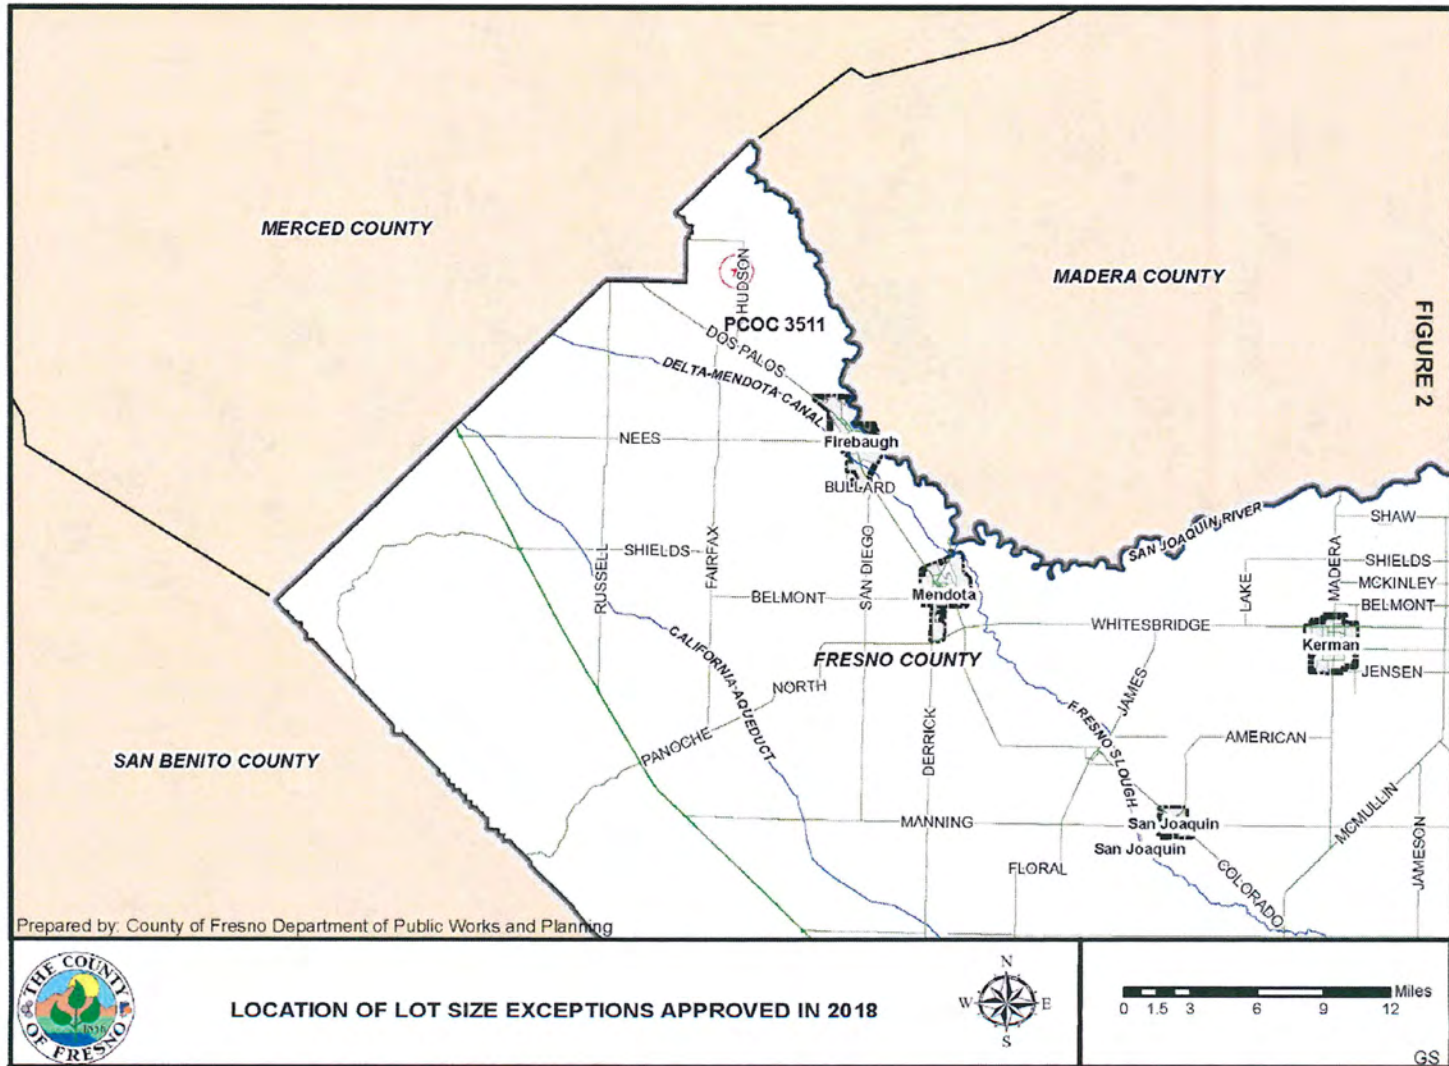 MERCED COUNTY
MADERA COUNTY
FIGURE 2
HUDSON
PCOC 3511
DOS PALOS
DELTA-MENDOTA CANAL
NEES
Firebaugh
BULLARD
SAN JOAQUIN RIVER
SHAW
SHIELDS
MADERA
SHIELDS
MCKINLEY
RUSSELL
FAIRFAX
SAN DIEGO
LAKE
BELMONT
Mendota
BELMONT
WHITESBRIDGE
CALIFORNIA AQUEDUCT
FRESNO COUNTY
Kerman
NORTH
JENSEN
JAMES
FRESNO SLOUGH
PANOCHE
DERRICK
AMERICAN
SAN BENITO COUNTY
MCMULLIN
MANNING
San Joaquin
San Joaquin
JAMESON
FLORAL
COLORADO
Prepared by: County of Fresno Department of Public Works and Planning
THE COUNTY
OF FRESNO
1856
LOCATION OF LOT SIZE EXCEPTIONS APPROVED IN 2018
N
W E
S
Miles
0 1.5 3 6 9 12
GS